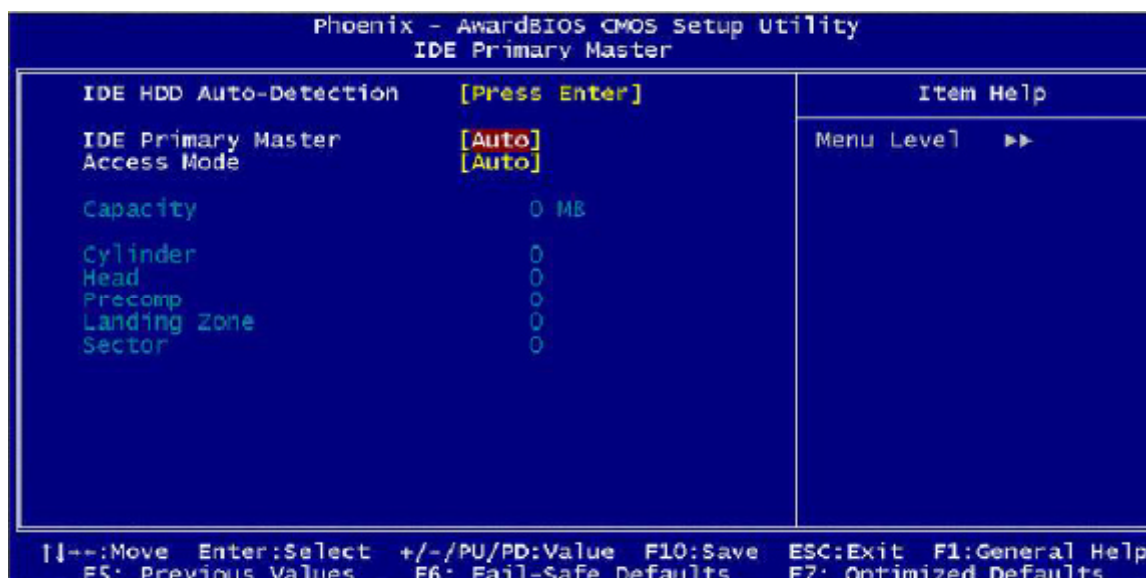 Phoenix - AwardBIOS CMOS Setup Utility
IDE Primary Master
IDE HDD Auto-Detection [Press Enter]
Item Help
IDE Primary Master [Auto]
Menu Level ▶▶
Access Mode [Auto]
Capacity 0 MB
Cylinder 0
Head 0
Precomp 0
Landing Zone 0
Sector 0
↑↓→←:Move Enter:Select +/-/PU/PD:Value F10:Save ESC:Exit F1:General Help
F5: Previous Values F6: Fail-Safe Defaults F7: Optimized Defaults